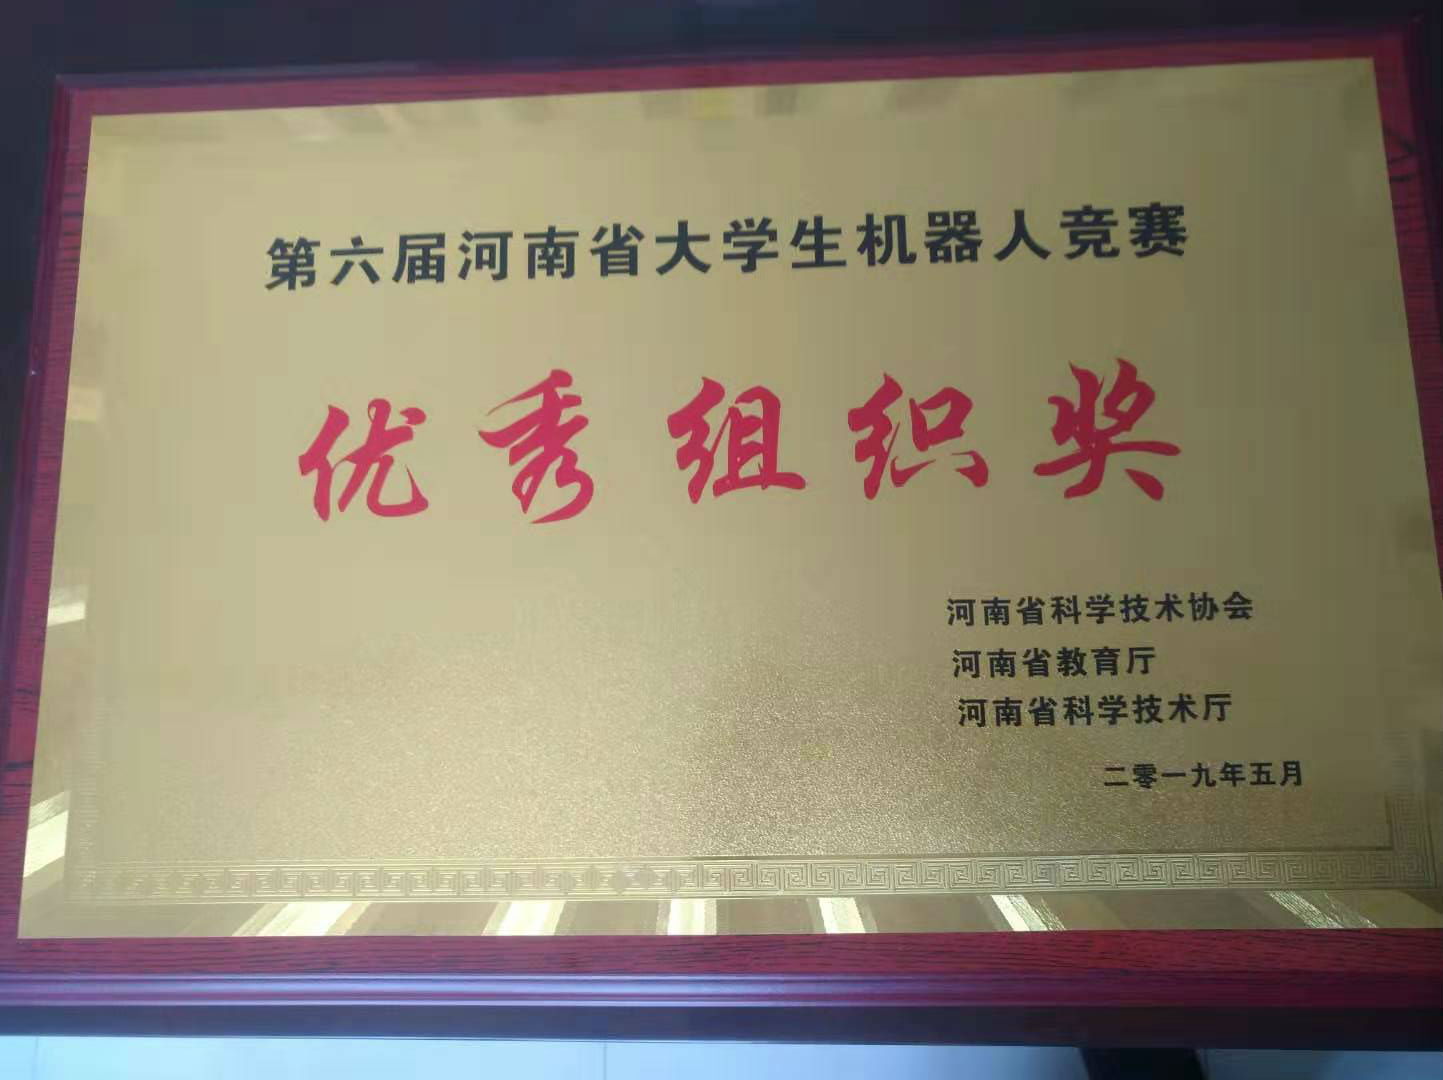 第六届河南省大学生机器人竞赛
优秀组织奖
河南省科学技术协会
河南省教育厅
河南省科学技术厅
二零一九年五月